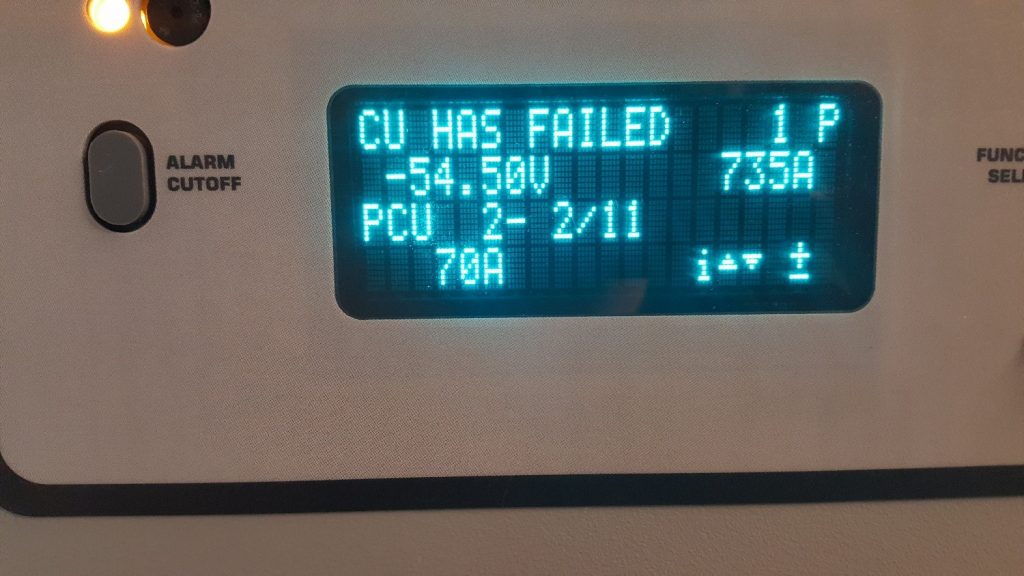 CU HAS FAILED 1 P
-54.50V 735A
PCU 2- 2/11
70A i▲▼ ±
ALARM
CUTOFF